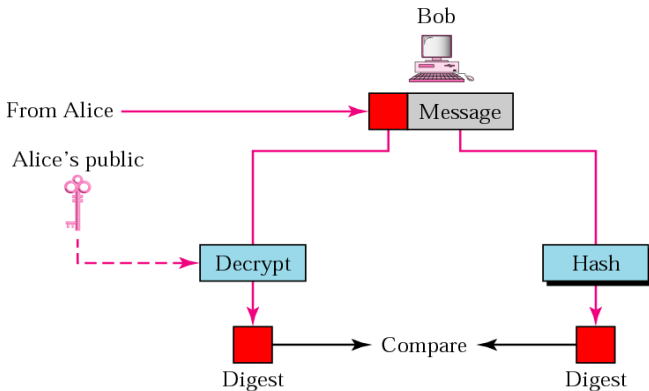 Bob
From Alice
Message
Alice's public
Decrypt
Hash
Compare
Digest
Digest